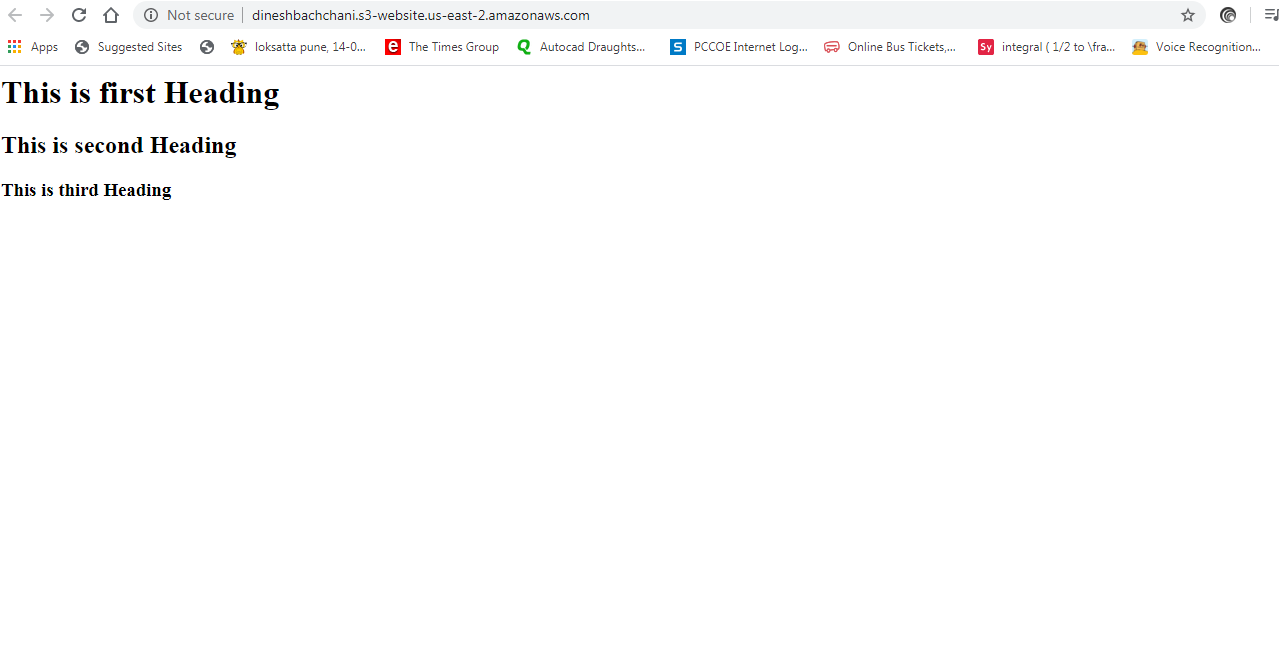 Not secure dineshbachchani.s3-website.us-east-2.amazonaws.com
Apps Suggested Sites loksatta pune, 14-0... e The Times Group Q Autocad Draughts... S PCCOE Internet Log... Online Bus Tickets,... Sy integral ( 1/2 to \fra... Voice Recognition...
This is first Heading
This is second Heading
This is third Heading